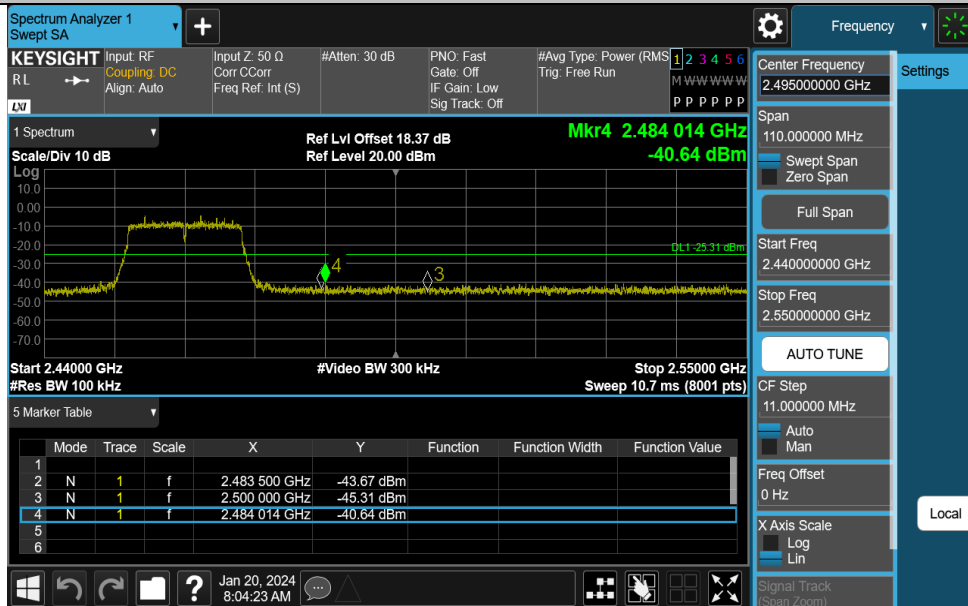 Spectrum Analyzer 1
Swept SA
+
Frequency
KEYSIGHT
RL
LXI
Input: RF
Coupling: DC
Align: Auto
Input Z: 50 Ω
Corr CCorr
Freq Ref: Int (S)
#Atten: 30 dB
PNO: Fast
Gate: Off
IF Gain: Low
Sig Track: Off
#Avg Type: Power (RMS
Trig: Free Run
1 2 3 4 5 6
M W W W W W
P P P P P P
1 Spectrum
Scale/Div 10 dB
Ref Lvl Offset 18.37 dB
Ref Level 20.00 dBm
Mkr4 2.484 014 GHz
-40.64 dBm
Log
10.0
0.00
-10.0
-20.0
-30.0
-40.0
-50.0
-60.0
-70.0
DL1 -25.31 dBm
4
3
Start 2.44000 GHz
#Res BW 100 kHz
#Video BW 300 kHz
Stop 2.55000 GHz
Sweep 10.7 ms (8001 pts)
5 Marker Table
Mode Trace Scale X Y Function Function Width Function Value
1
2 N 1 f 2.483 500 GHz -43.67 dBm
3 N 1 f 2.500 000 GHz -45.31 dBm
4 N 1 f 2.484 014 GHz -40.64 dBm
5
6
?
Jan 20, 2024
8:04:23 AM
Center Frequency
2.495000000 GHz
Span
110.000000 MHz
Swept Span
Zero Span
Full Span
Start Freq
2.440000000 GHz
Stop Freq
2.550000000 GHz
AUTO TUNE
CF Step
11.000000 MHz
Auto
Man
Freq Offset
0 Hz
X Axis Scale
Log
Lin
Signal Track
(Span Zoom)
Settings
Local